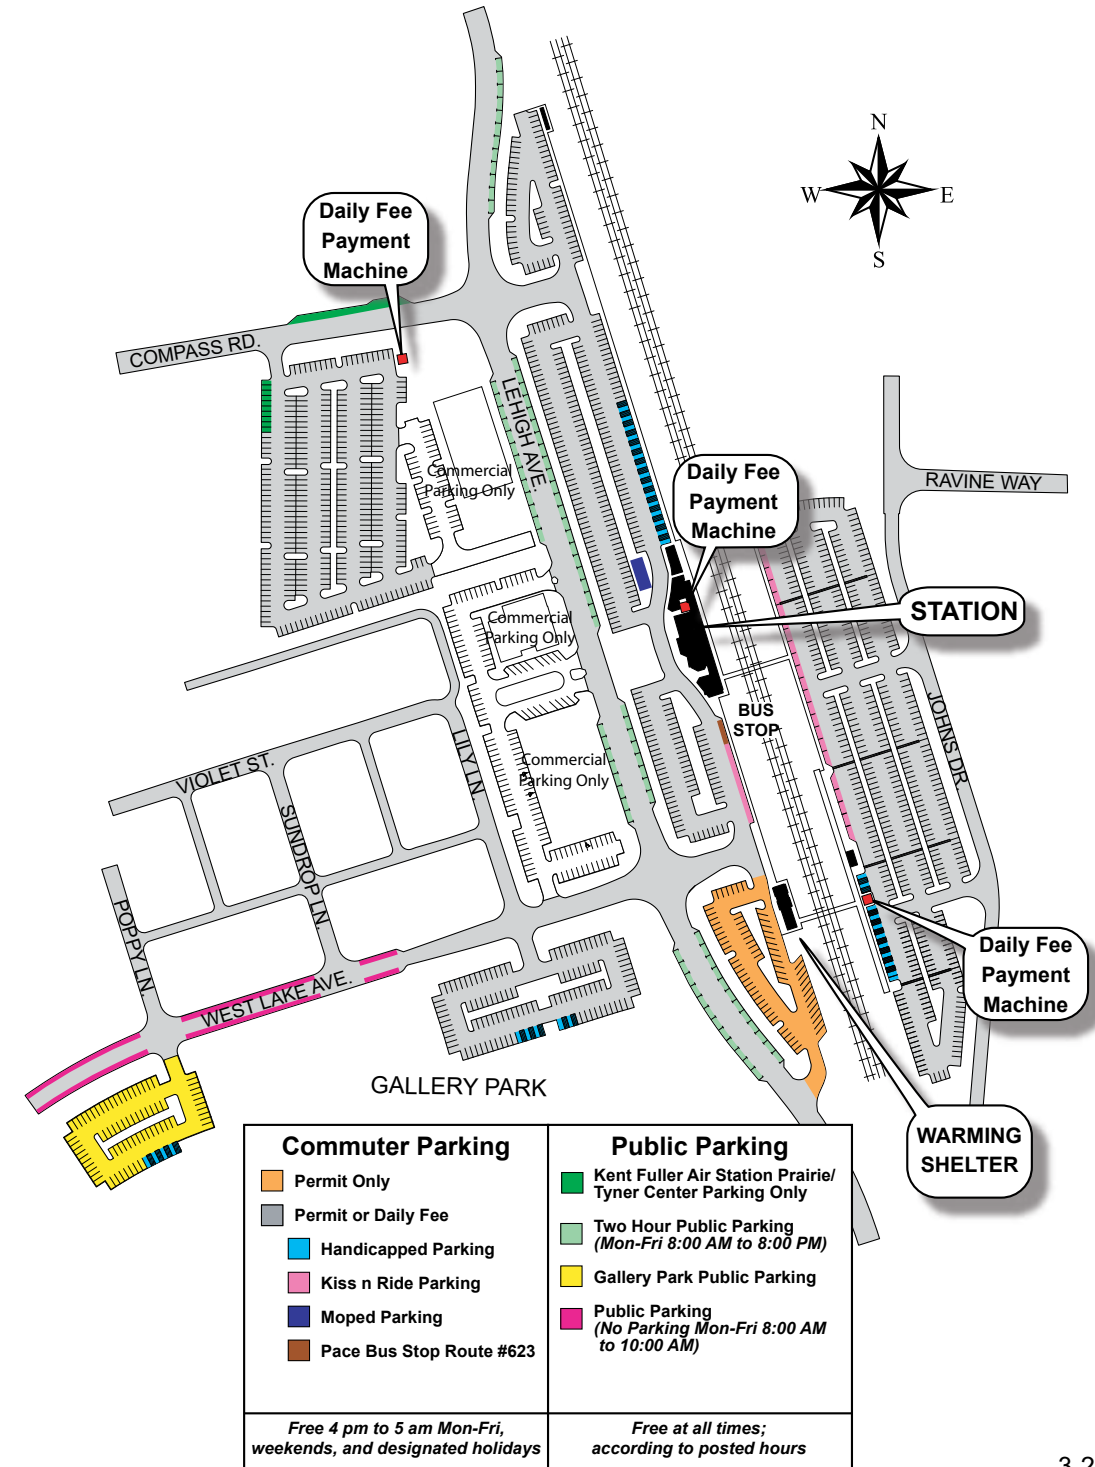 N
W
E
S
Daily Fee
Payment
Machine
COMPASS RD.
LEHIGH AVE.
Commercial
Parking Only
Daily Fee
Payment
Machine
RAVINE WAY
STATION
Commercial
Parking Only
BUS
STOP
JOHNS DR.
LILY LN.
VIOLET ST.
Commercial
Parking Only
SUNDROP LN.
POPPY LN.
WEST LAKE AVE.
Daily Fee
Payment
Machine
GALLERY PARK
WARMING
SHELTER
Commuter Parking
Permit Only
Permit or Daily Fee
Handicapped Parking
Kiss n Ride Parking
Moped Parking
Pace Bus Stop Route #623
Free 4 pm to 5 am Mon-Fri,
weekends, and designated holidays
Public Parking
Kent Fuller Air Station Prairie/
Tyner Center Parking Only
Two Hour Public Parking
(Mon-Fri 8:00 AM to 8:00 PM)
Gallery Park Public Parking
Public Parking
(No Parking Mon-Fri 8:00 AM
to 10:00 AM)
Free at all times;
according to posted hours